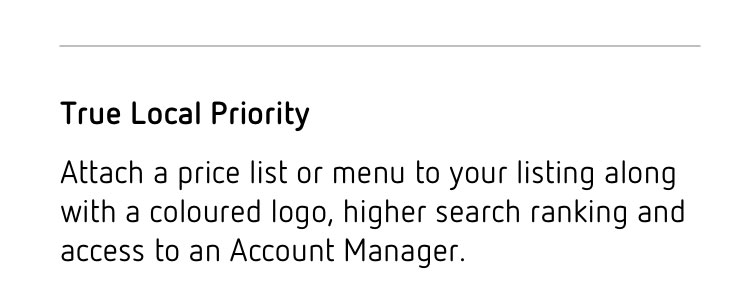 True Local Priority
Attach a price list or menu to your listing along
with a coloured logo, higher search ranking and
access to an Account Manager.